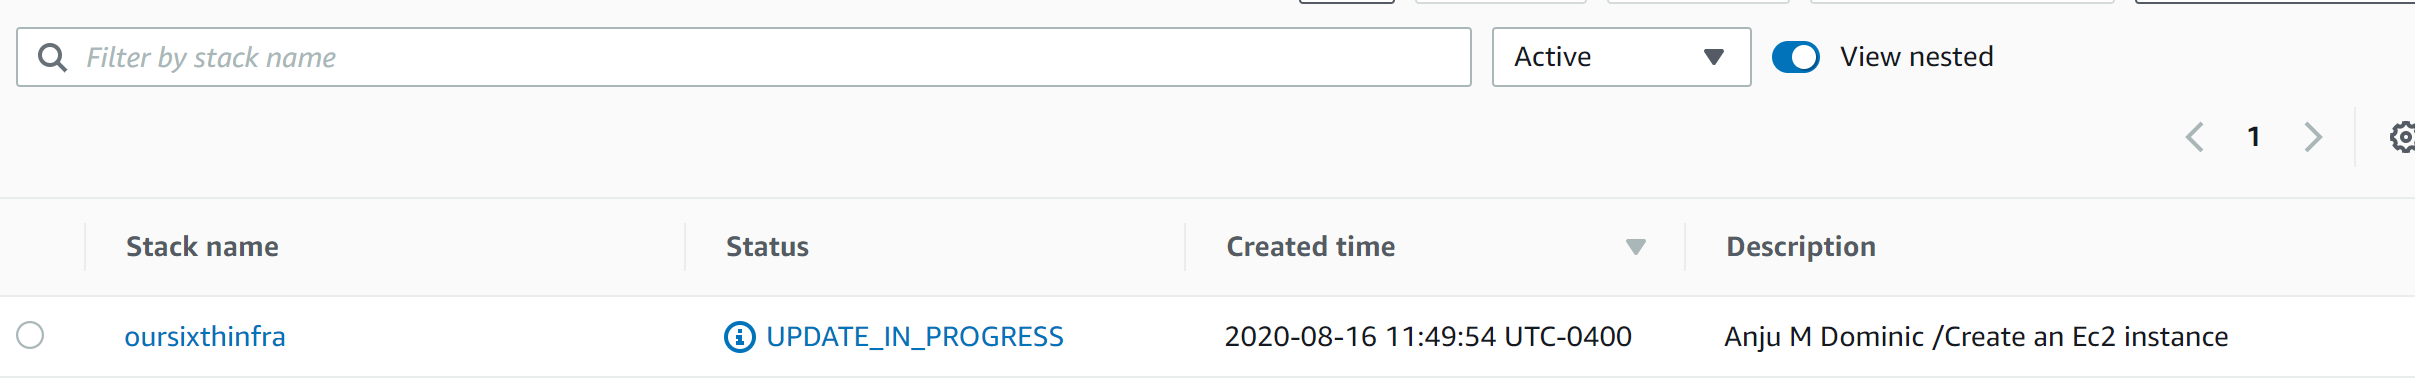 Filter by stack name
Active
View nested
1
Stack name
Status
Created time
Description
oursixthinfra
UPDATE_IN_PROGRESS
2020-08-16 11:49:54 UTC-0400
Anju M Dominic /Create an Ec2 instance